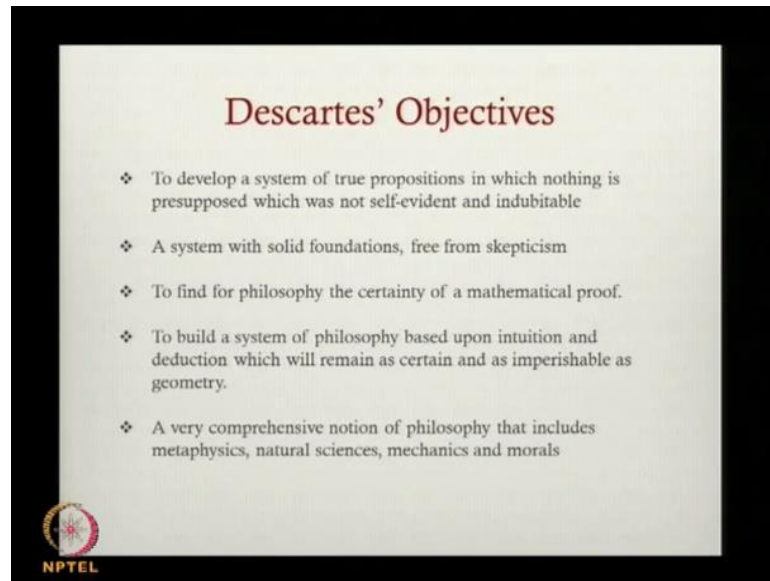 Descartes' Objectives
❖ To develop a system of true propositions in which nothing is
presupposed which was not self-evident and indubitable
❖ A system with solid foundations, free from skepticism
❖ To find for philosophy the certainty of a mathematical proof.
❖ To build a system of philosophy based upon intuition and
deduction which will remain as certain and as imperishable as
geometry.
❖ A very comprehensive notion of philosophy that includes
metaphysics, natural sciences, mechanics and morals
NPTEL